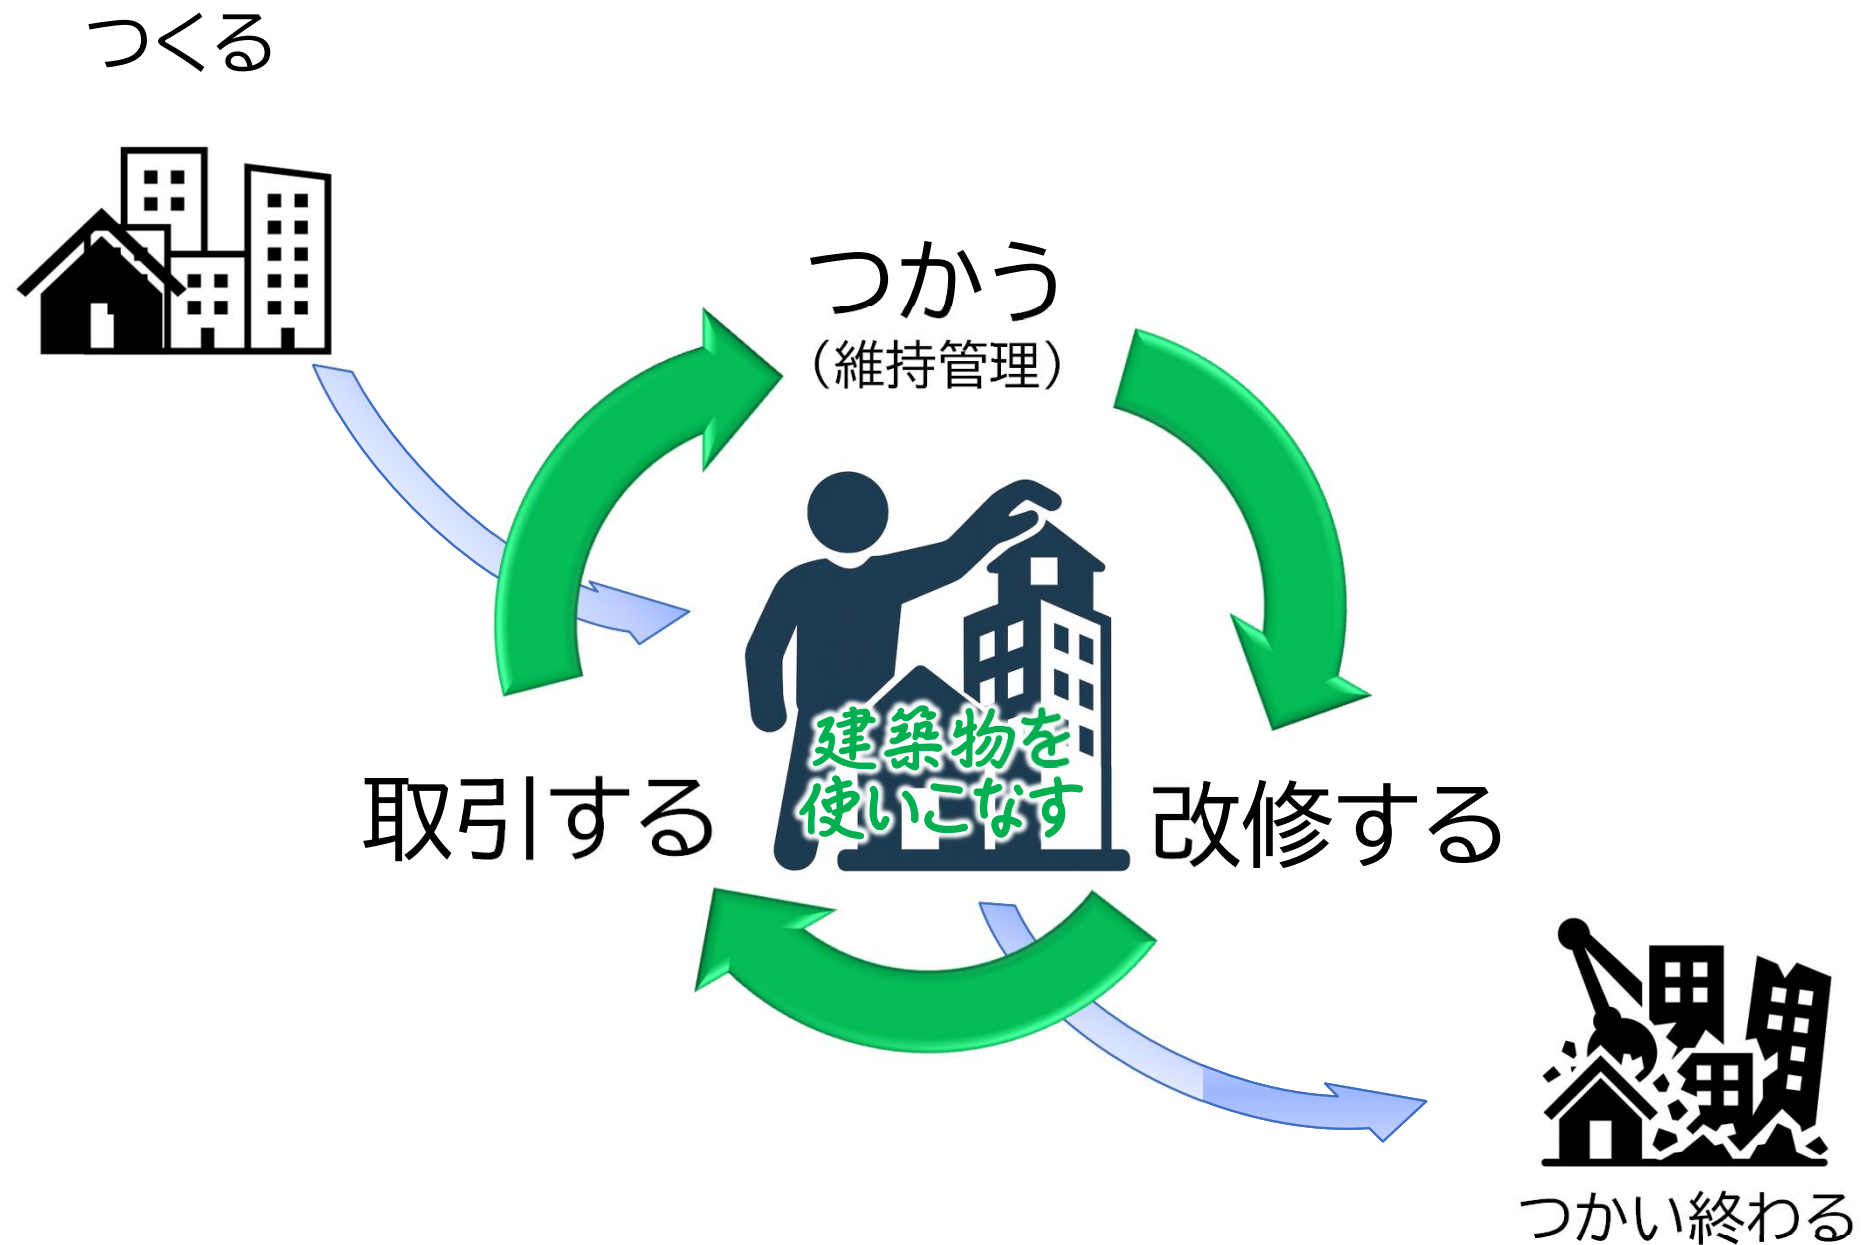 つくる
つかう
（維持管理）
建築物を
使いこなす
取引する
改修する
つかい終わる